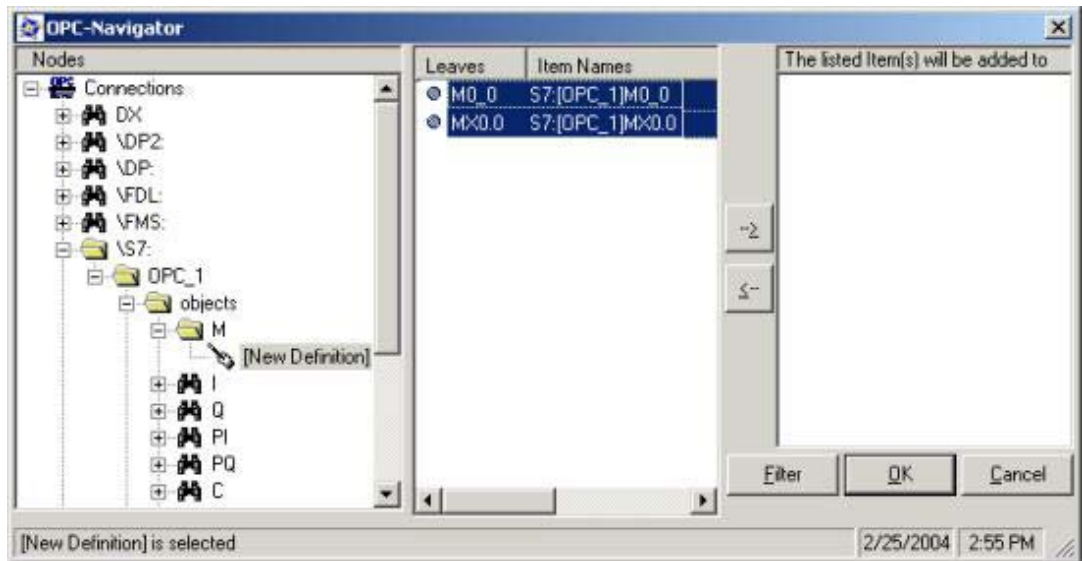 OPC-Navigator
Nodes
Connections
DX
\DP2:
\DP:
\FDL:
\FMS:
\S7:
OPC_1
objects
M
[New Definition]
I
Q
PI
PQ
C
Leaves Item Names
M0_0 S7:[OPC_1]M0_0
MX0.0 S7:[OPC_1]MX0.0
-->
<--
The listed Item(s) will be added to
Filter OK Cancel
[New Definition] is selected 2/25/2004 2:55 PM